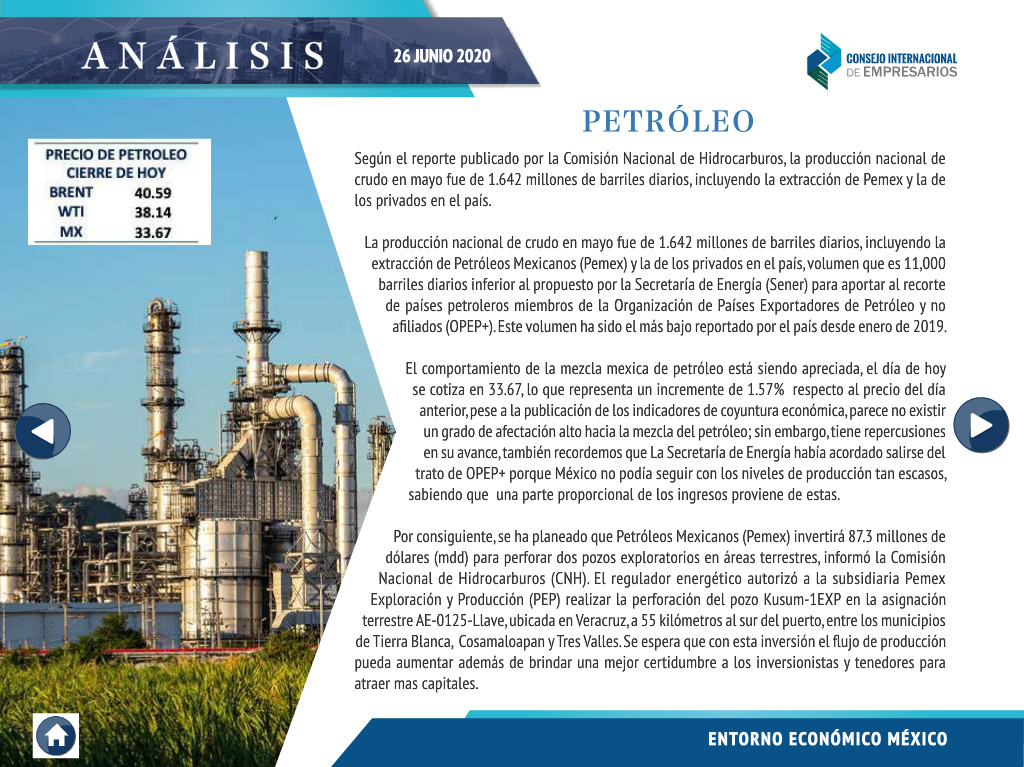 ANÁLISIS
26 JUNIO 2020
CONSEJO INTERNACIONAL
DE EMPRESARIOS
PRECIO DE PETROLEO
CIERRE DE HOY
BRENT 40.59
WTI 38.14
MX 33.67
PETRÓLEO
Según el reporte publicado por la Comisión Nacional de Hidrocarburos, la producción nacional de
crudo en mayo fue de 1.642 millones de barriles diarios, incluyendo la extracción de Pemex y la de
los privados en el país.
La producción nacional de crudo en mayo fue de 1.642 millones de barriles diarios, incluyendo la
extracción de Petróleos Mexicanos (Pemex) y la de los privados en el país, volumen que es 11,000
barriles diarios inferior al propuesto por la Secretaría de Energía (Sener) para aportar al recorte
de países petroleros miembros de la Organización de Países Exportadores de Petróleo y no
afiliados (OPEP+). Este volumen ha sido el más bajo reportado por el país desde enero de 2019.
El comportamiento de la mezcla mexica de petróleo está siendo apreciada, el día de hoy
se cotiza en 33.67, lo que representa un incremente de 1.57% respecto al precio del día
anterior, pese a la publicación de los indicadores de coyuntura económica, parece no existir
un grado de afectación alto hacia la mezcla del petróleo; sin embargo, tiene repercusiones
en su avance, también recordemos que La Secretaría de Energía había acordado salirse del
trato de OPEP+ porque México no podía seguir con los niveles de producción tan escasos,
sabiendo que una parte proporcional de los ingresos proviene de estas.
Por consiguiente, se ha planeado que Petróleos Mexicanos (Pemex) invertirá 87.3 millones de
dólares (mdd) para perforar dos pozos exploratorios en áreas terrestres, informó la Comisión
Nacional de Hidrocarburos (CNH). El regulador energético autorizó a la subsidiaria Pemex
Exploración y Producción (PEP) realizar la perforación del pozo Kusum-1EXP en la asignación
terrestre AE-0125-Llave, ubicada en Veracruz, a 55 kilómetros al sur del puerto, entre los municipios
de Tierra Blanca, Cosamaloapan y Tres Valles. Se espera que con esta inversión el flujo de producción
pueda aumentar además de brindar una mejor certidumbre a los inversionistas y tenedores para
atraer mas capitales.
ENTORNO ECONÓMICO MÉXICO